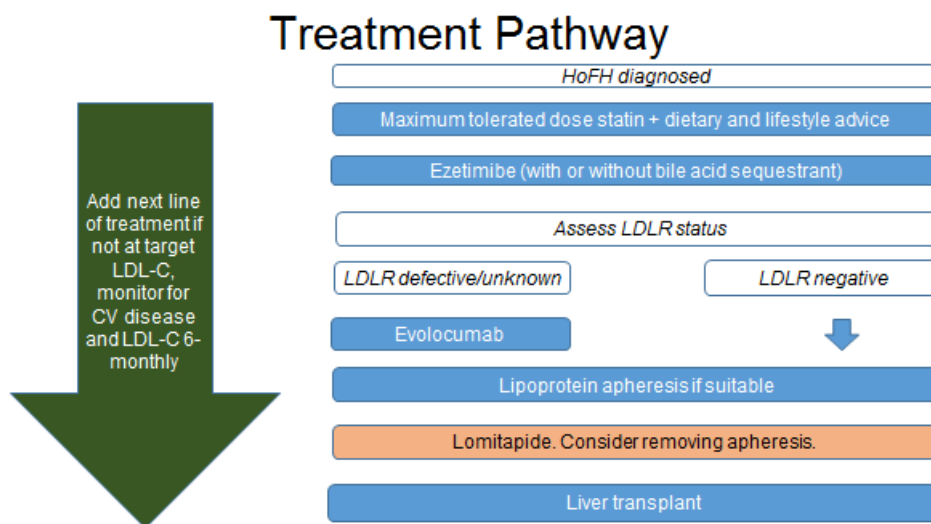 Treatment Pathway
HoFH diagnosed
Maximum tolerated dose statin + dietary and lifestyle advice
Ezetimibe (with or without bile acid sequestrant)
Assess LDLR status
LDLR defective/unknown
LDLR negative
Evolocumab
Lipoprotein apheresis if suitable
Lomitapide. Consider removing apheresis.
Liver transplant
Add next line
of treatment if
not at target
LDL-C,
monitor for
CV disease
and LDL-C 6-
monthly